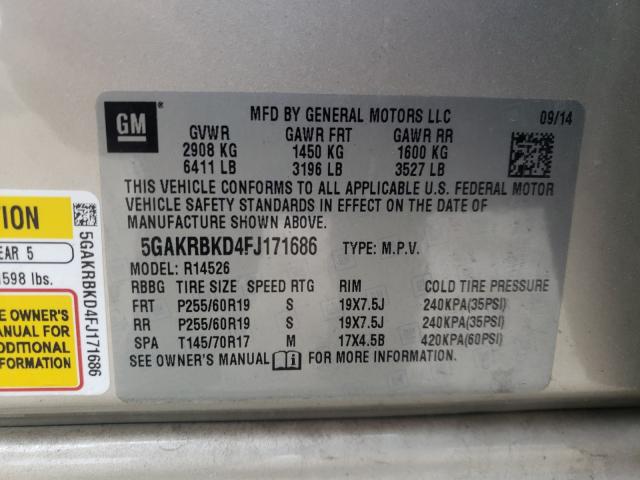 GM
MFD BY GENERAL MOTORS LLC 09/14
GVWR GAWR FRT GAWR RR
2908 KG 1450 KG 1600 KG
6411 LB 3196 LB 3527 LB
THIS VEHICLE CONFORMS TO ALL APPLICABLE U.S. FEDERAL MOTOR
VEHICLE SAFETY STANDARDS IN EFFECT ON THE DATE OF
MANUFACTURE SHOWN ABOVE.
5GAKRBKD4FJ171686 TYPE: M.P.V.
MODEL: R14526
RBBG TIRE SIZE SPEED RTG RIM COLD TIRE PRESSURE
FRT P255/60R19 S 19X7.5J 240KPA(35PSI)
RR P255/60R19 S 19X7.5J 240KPA(35PSI)
SPA T145/70R17 M 17X4.5B 420KPA(60PSI)
SEE OWNER'S MANUAL i FOR MORE INFORMATION.
TION
EAR 5
598 lbs.
E OWNER'S
ANUAL FOR
DDITIONAL
ORMATION
5GAKRBKD4FJ171686